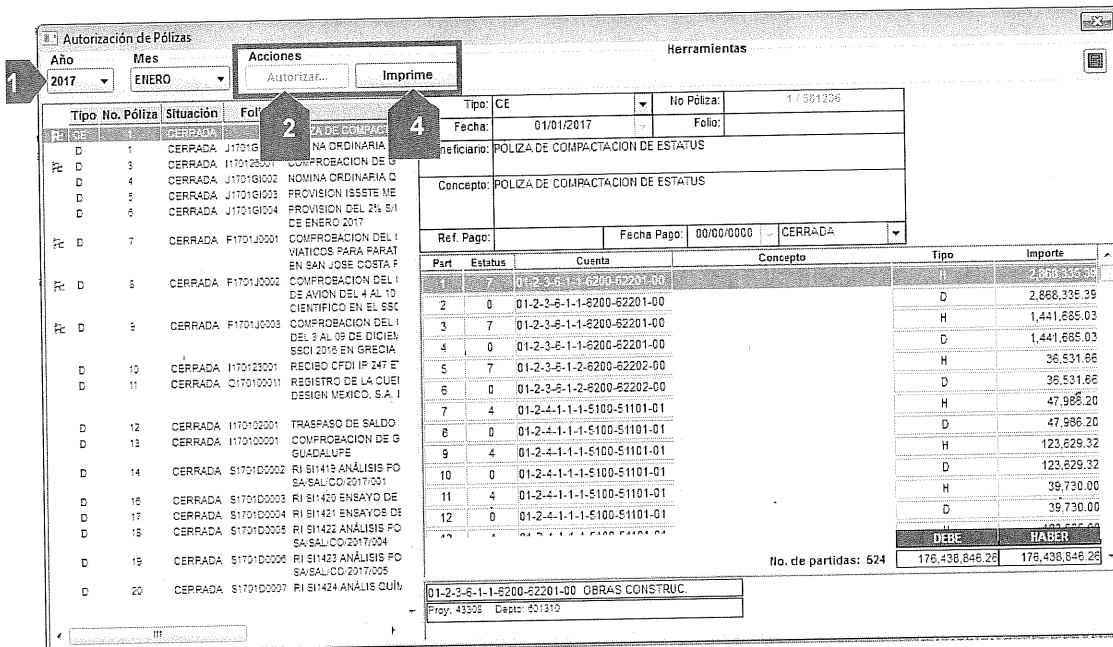 Autorización de Pólizas
Año
Mes
Acciones
Herramientas
1
2017
ENERO
Autorizar...
Imprime
2
4
Tipo No. Póliza Situación
CE 1 CERRADA
D 1 CERRADA
D 3 CERRADA
D 4 CERRADA J1701GI002 NOMINA ORDINARIA Q
D 5 CERRADA J1701GI003 PROVISION ISSSTE ME
D 6 CERRADA J1701GI004 PROVISION DEL 2% S/I
DE ENERO 2017
D 7 CERRADA F1701J0001 COMPROBACION DEL
VIATICOS PARA PARAT
EN SAN JOSE COSTA
D 8 CERRADA F1701J0002 COMPROBACION DEL
DE AVION DEL 4 AL 10
CIENTIFICO EN EL
D 9 CERRADA F1701J0003 COMPROBACION DEL
DEL 3 AL 09 DE DICIEM
SSCI 2016 EN GRECIA
D 10 CERRADA I170123001 RECIBO CFDI IP 247
D 11 CERRADA REGISTRO DE LA CUE
DESIGN MEXICO, S.A.
D 12 CERRADA I170102001 TRASPASO DE SALDO
D 13 CERRADA I170100001 COMPROBACION DE G
GUADALUPE
D 14 CERRADA S1701D0002 RI SI1419 ANÁLISIS
SA/SAL/CO/2017/001
D 16 CERRADA S1701D0003 RI SI1420 ENSAYO DE
D 17 CERRADA S1701D0004 RI SI1421 ENSAYOS DE
D 18 CERRADA S1701D0005 RI SI1422 ANÁLISIS
SA/SAL/CO/2017/004
D 19 CERRADA S1701D0006 RI SI1423 ANÁLISIS
SA/SAL/CO/2017/005
D 20 CERRADA S1701D0007 RI SI1424 ANÁLIS QUÍM
Tipo: CE No Póliza:
Fecha: 01/01/2017 Folio:
POLIZA DE COMPACTACION DE ESTATUS
Concepto: POLIZA DE COMPACTACION DE ESTATUS
Ref. Pago: Fecha Pago: 00/00/0000 CERRADA
Part Estatus Cuenta Concepto Tipo Importe
1 7 01-2-3-6-1-1-6200-62201-00 H 2,868,335.39
2 0 01-2-3-6-1-1-6200-62201-00 D 2,868,335.39
3 7 01-2-3-6-1-1-6200-62201-00 H 1,441,685.03
4 0 01-2-3-6-1-1-6200-62201-00 D 1,441,685.03
5 7 01-2-3-6-1-2-6200-62202-00 H 36,531.66
6 0 01-2-3-6-1-2-6200-62202-00 D 36,531.66
7 4 01-2-4-1-1-1-5100-51101-01 H 47,986.20
8 0 01-2-4-1-1-1-5100-51101-01 D 47,986.20
9 4 01-2-4-1-1-1-5100-51101-01 H 123,629.32
10 0 01-2-4-1-1-1-5100-51101-01 D 123,629.32
11 4 01-2-4-1-1-1-5100-51101-01 H 39,730.00
12 0 01-2-4-1-1-1-5100-51101-01 D 39,730.00
DEBE HABER
No. de partidas: 524 176,438,846.26 176,438,846.26
01-2-3-6-1-1-6200-62201-00 OBRAS CONSTRUC.
Proy. 43308 Depto: 601310